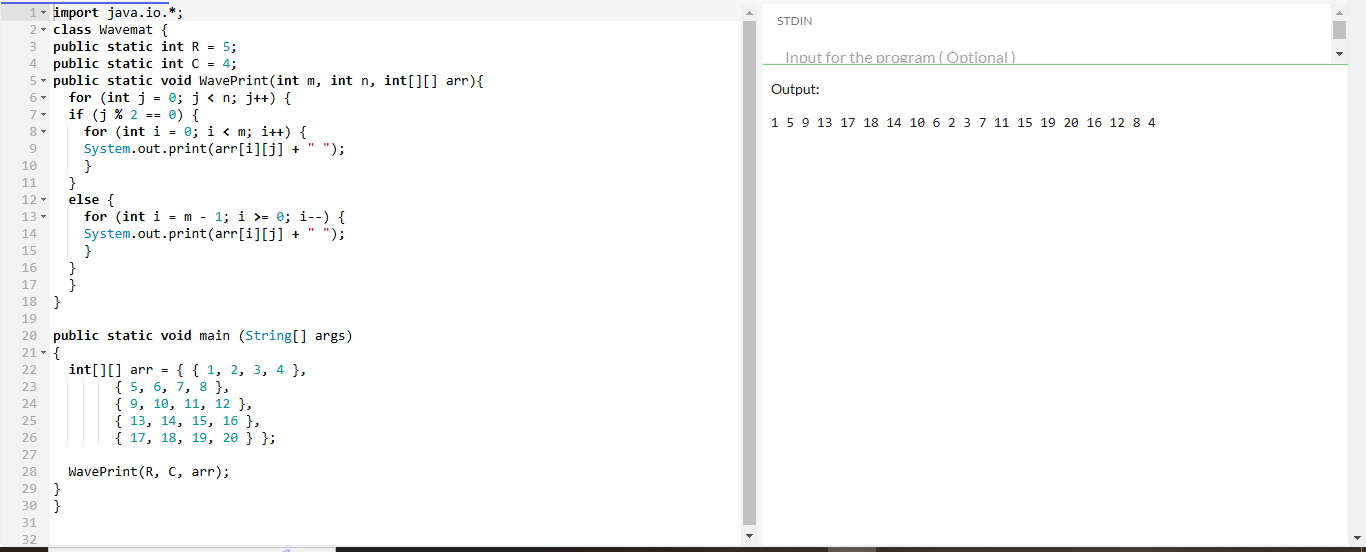 1 import java.io.*;
2 class Wavemat {
3 public static int R = 5;
4 public static int C = 4;
5 public static void WavePrint(int m, int n, int[][] arr){
6   for (int j = 0; j < n; j++) {
7   if (j % 2 == 0) {
8     for (int i = 0; i < m; i++) {
9     System.out.print(arr[i][j] + " ");
10     }
11   }
12   else {
13     for (int i = m - 1; i >= 0; i--) {
14     System.out.print(arr[i][j] + " ");
15     }
16   }
17   }
18 }
19
20 public static void main (String[] args)
21 {
22   int[][] arr = { { 1, 2, 3, 4 },
23         { 5, 6, 7, 8 },
24         { 9, 10, 11, 12 },
25         { 13, 14, 15, 16 },
26         { 17, 18, 19, 20 } };
27
28   WavePrint(R, C, arr);
29 }
30 }
31
32
STDIN
Input for the program ( Optional )
Output:
1 5 9 13 17 18 14 10 6 2 3 7 11 15 19 20 16 12 8 4